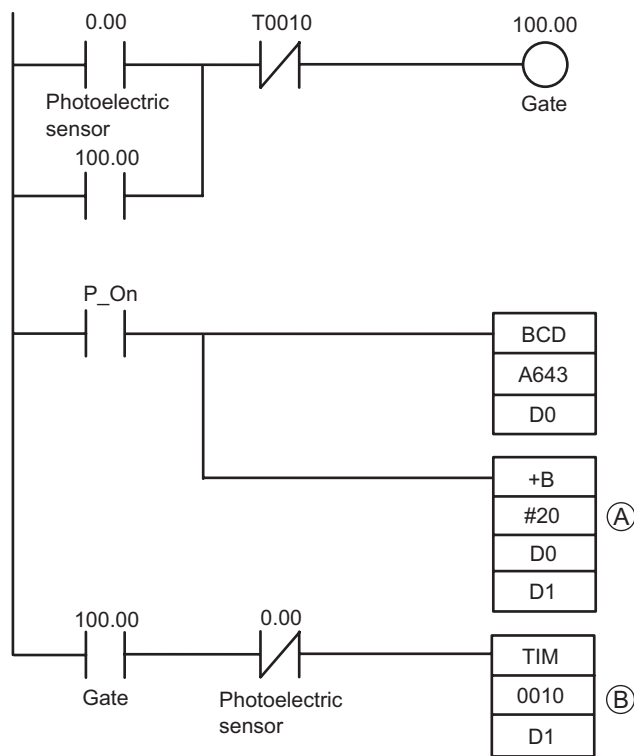 0.00
T0010
100.00
Photoelectric
sensor
Gate
100.00
P_On
BCD
A643
D0
+B
#20
A
D0
D1
100.00
0.00
Gate
Photoelectric
sensor
TIM
0010
B
D1